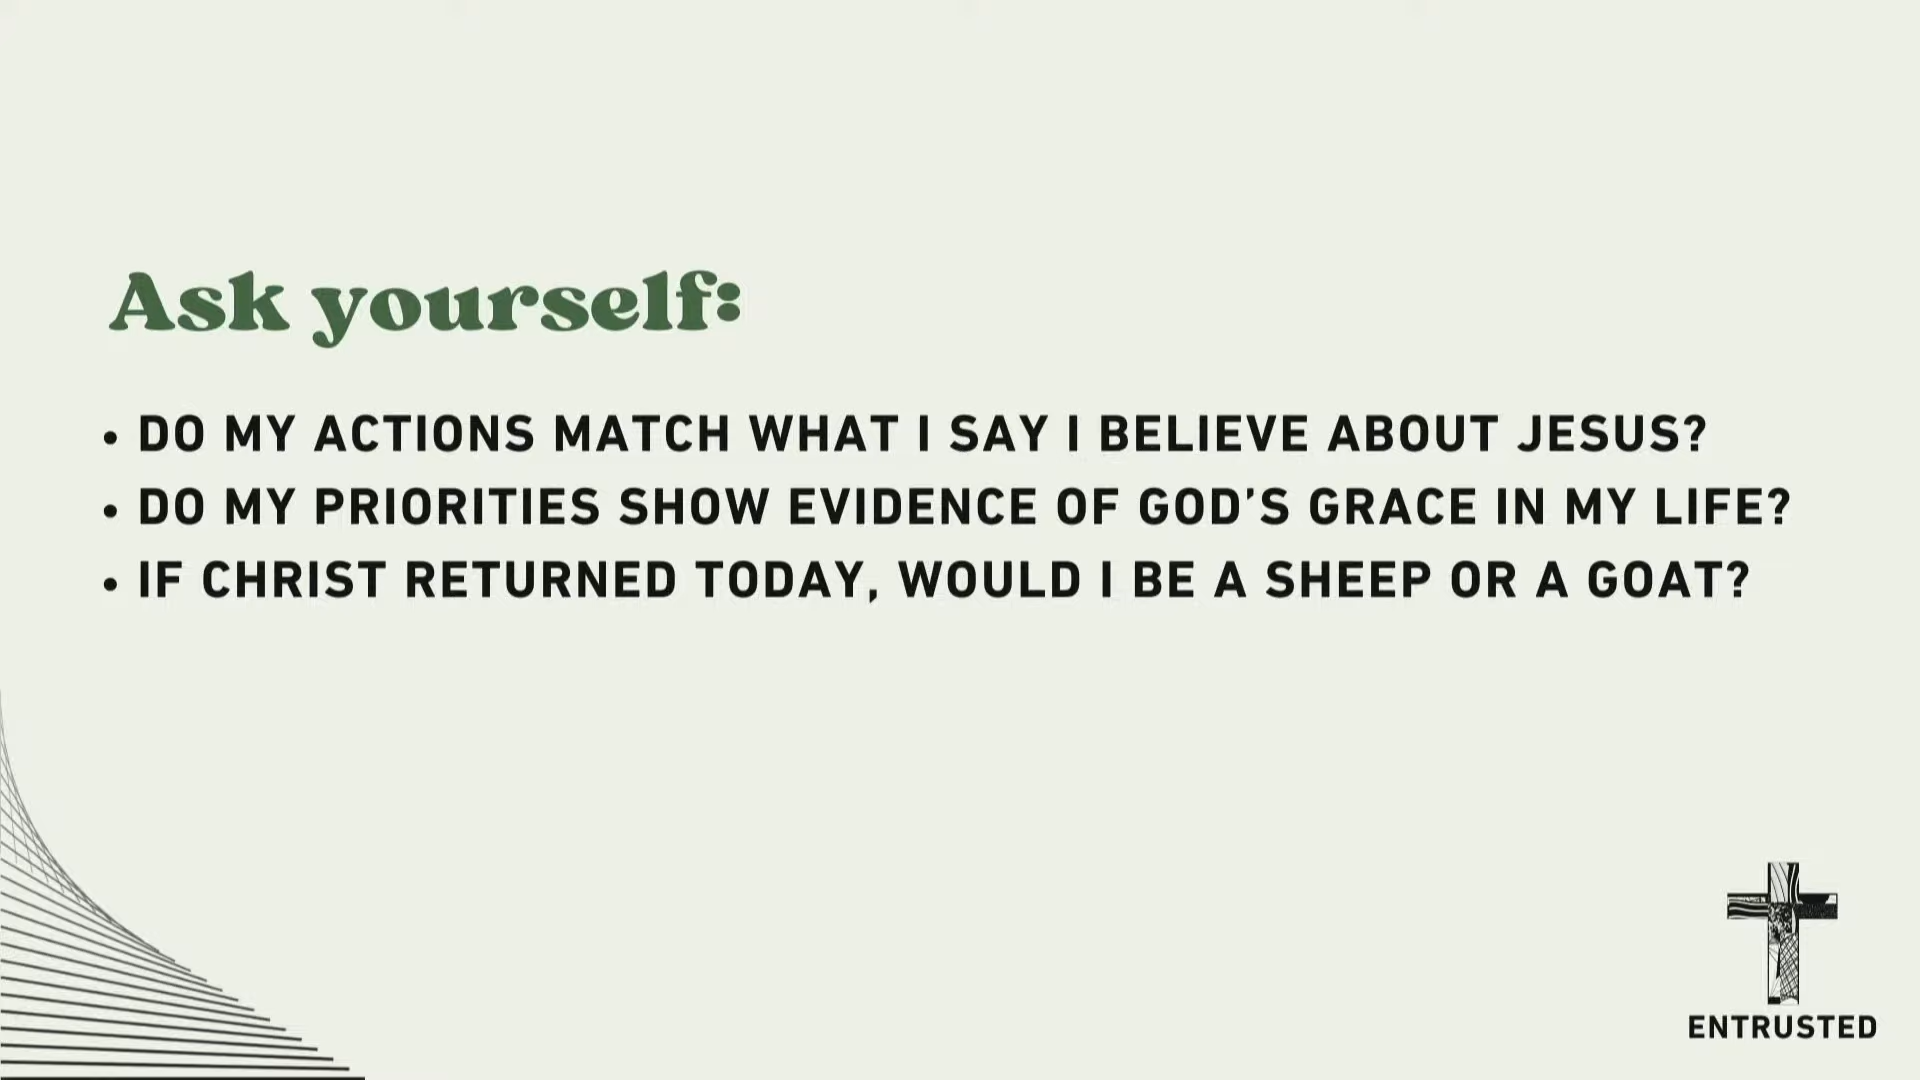 Ask yourself:
• DO MY ACTIONS MATCH WHAT I SAY I BELIEVE ABOUT JESUS?
• DO MY PRIORITIES SHOW EVIDENCE OF GOD’S GRACE IN MY LIFE?
• IF CHRIST RETURNED TODAY, WOULD I BE A SHEEP OR A GOAT?
ENTRUSTED